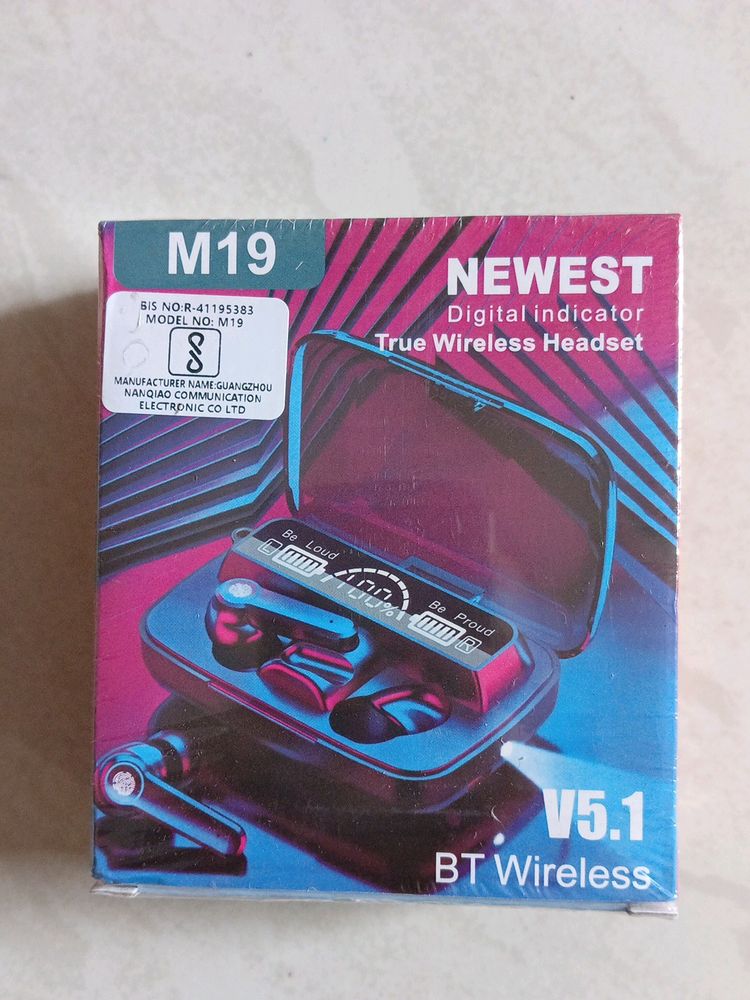 M19
BIS NO:R-41195383
MODEL NO: M19
MANUFACTURER NAME:GUANGZHOU
NANQIAO COMMUNICATION
ELECTRONIC CO LTD
NEWEST
Digital indicator
True Wireless Headset
Be Loud
L
100%
Be Proud
R
V5.1
BT Wireless